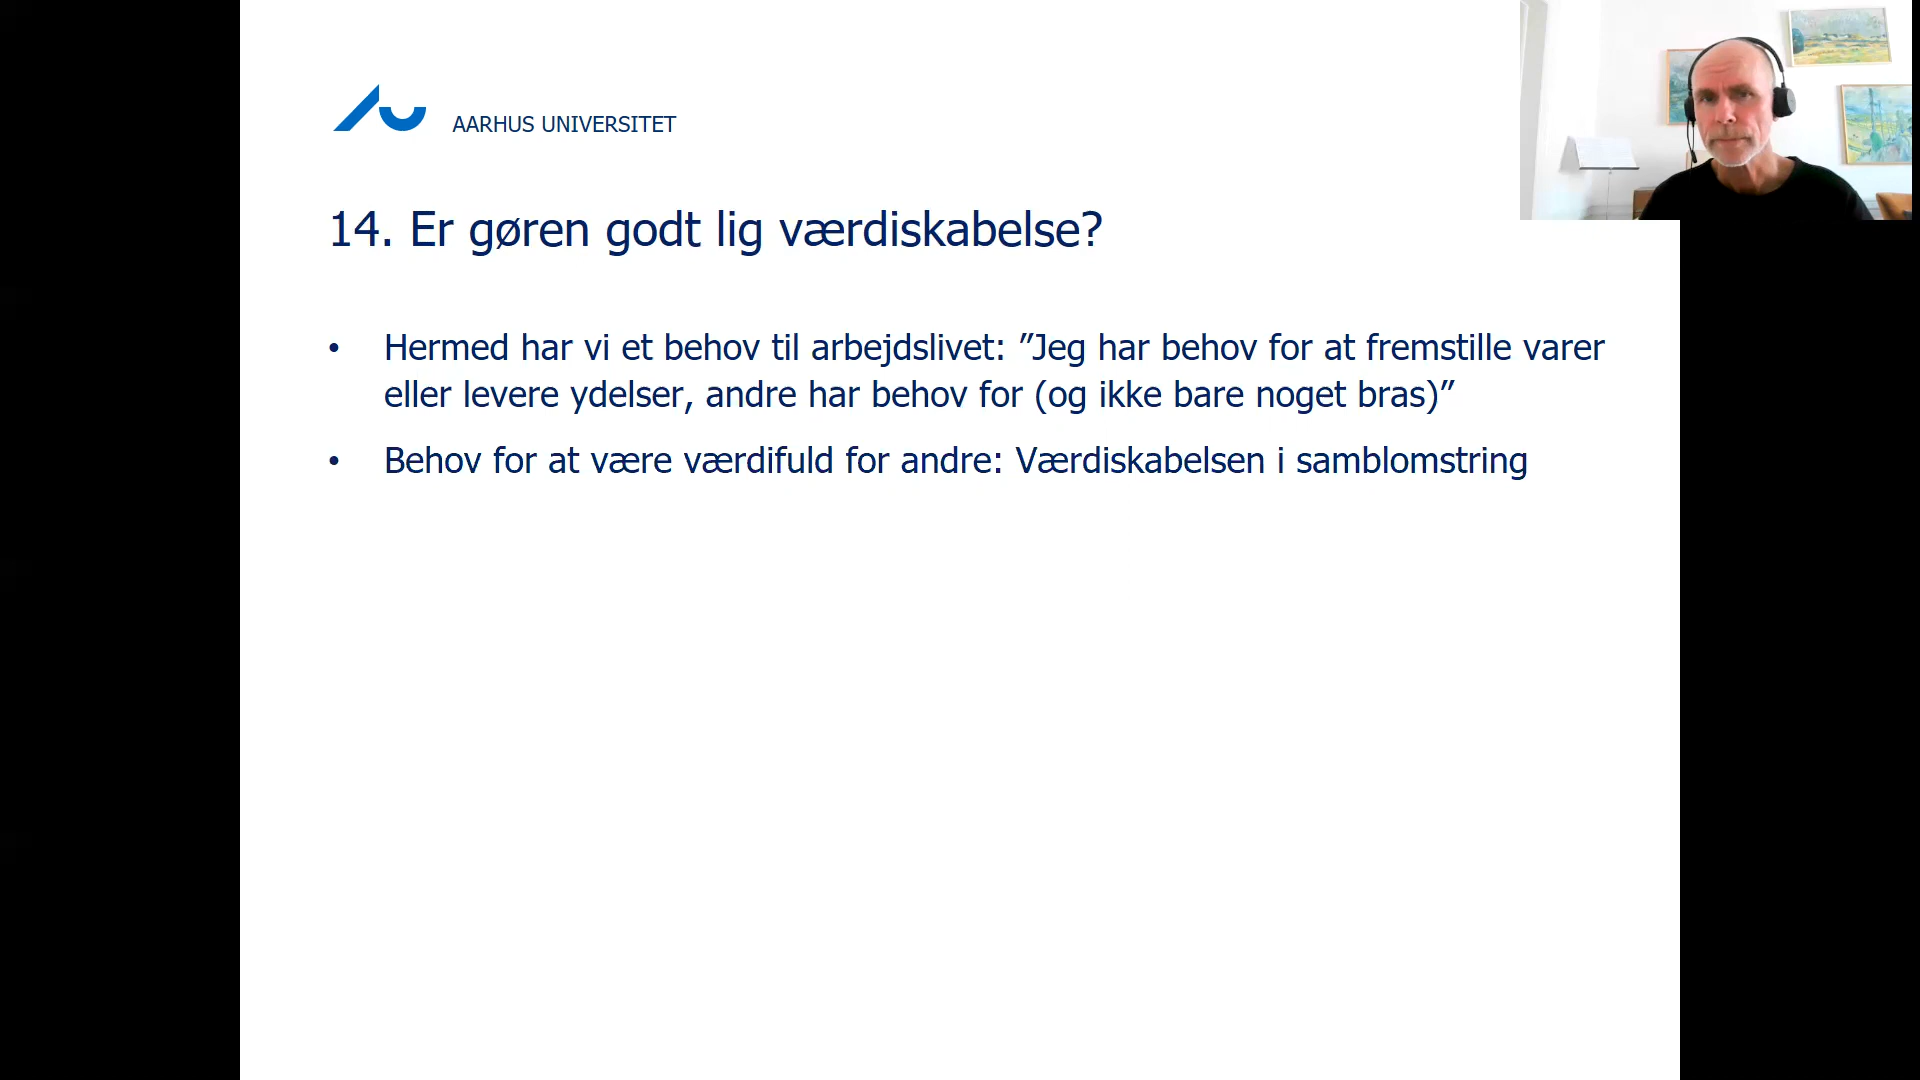 AARHUS UNIVERSITET
14. Er gøren godt lig værdiskabelse?
• Hermed har vi et behov til arbejdslivet: ”Jeg har behov for at fremstille varer
eller levere ydelser, andre har behov for (og ikke bare noget bras)”
• Behov for at være værdifuld for andre: Værdiskabelsen i samblomstring